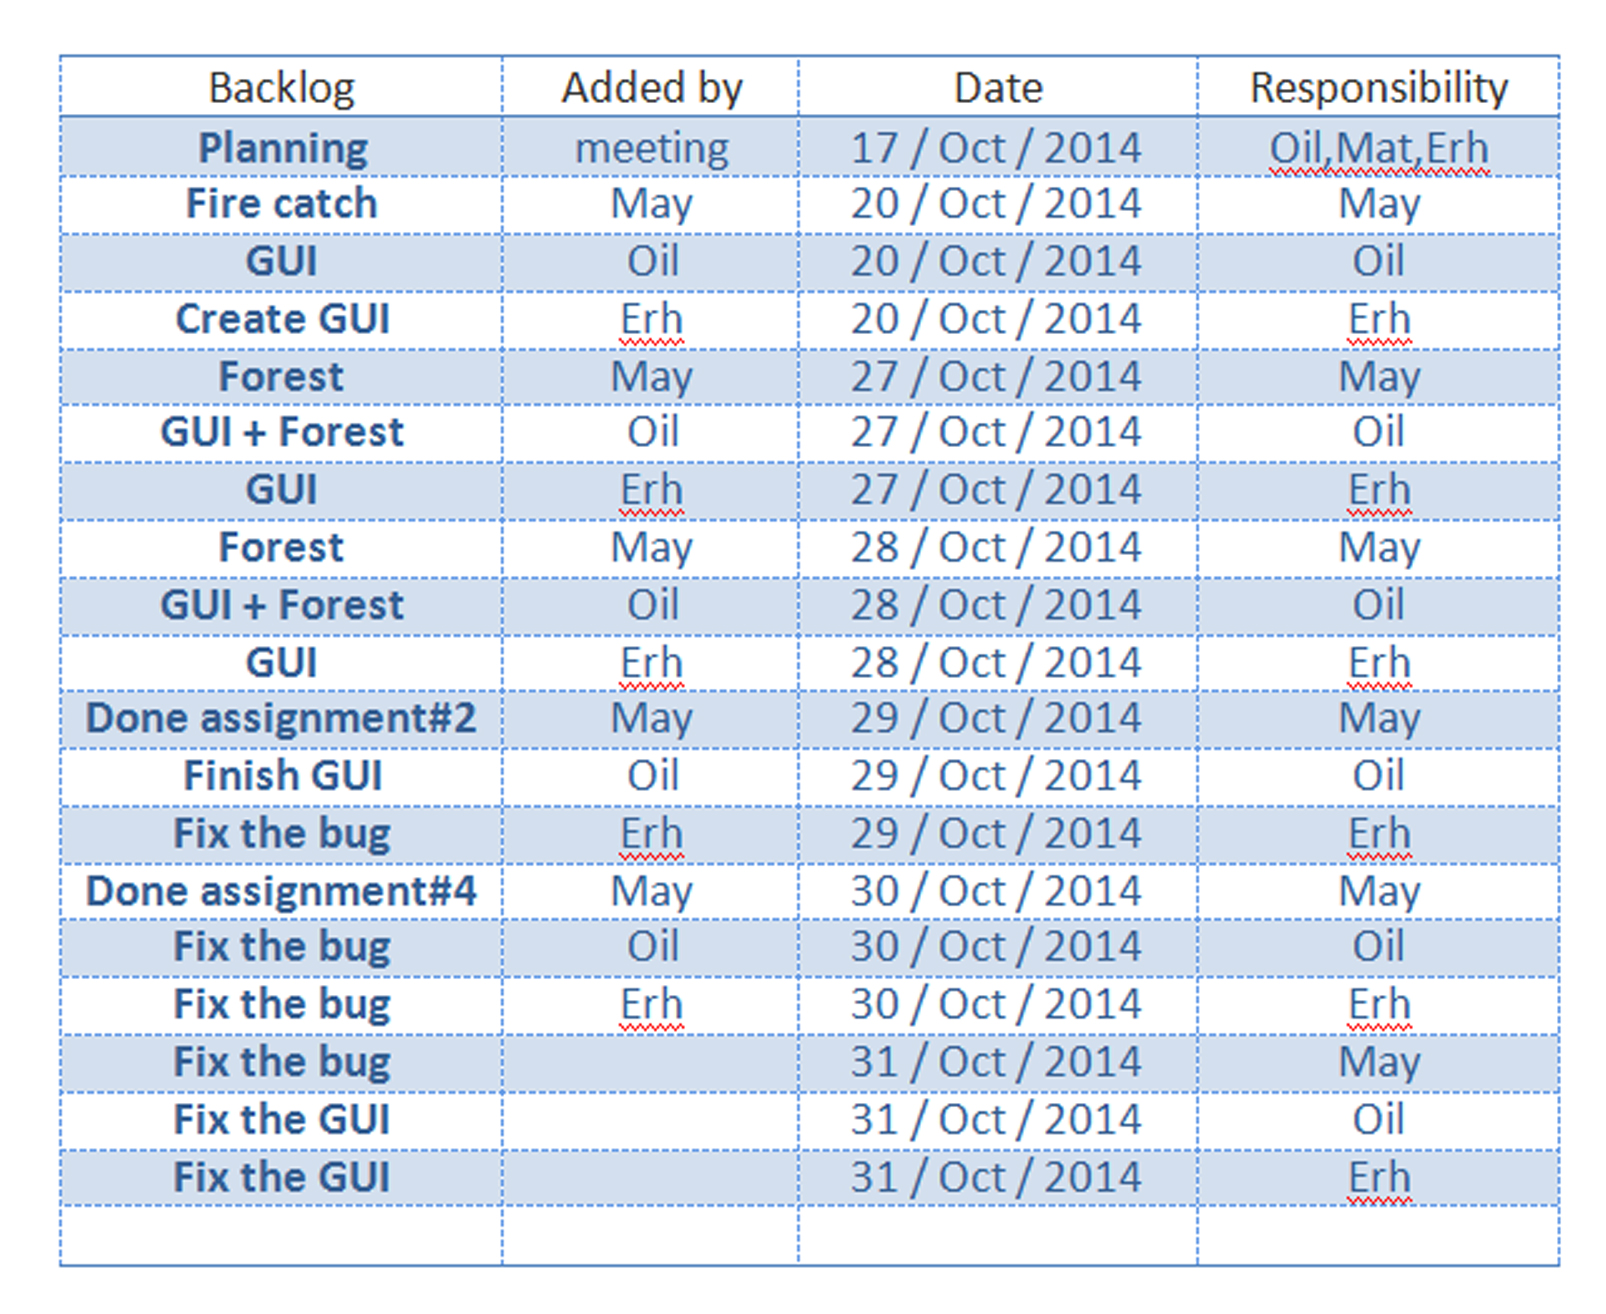 Backlog Added by Date Responsibility
Planning meeting 17 / Oct / 2014 Oil,Mat,Erh
Fire catch May 20 / Oct / 2014 May
GUI Oil 20 / Oct / 2014 Oil
Create GUI Erh 20 / Oct / 2014 Erh
Forest May 27 / Oct / 2014 May
GUI + Forest Oil 27 / Oct / 2014 Oil
GUI Erh 27 / Oct / 2014 Erh
Forest May 28 / Oct / 2014 May
GUI + Forest Oil 28 / Oct / 2014 Oil
GUI Erh 28 / Oct / 2014 Erh
Done assignment#2 May 29 / Oct / 2014 May
Finish GUI Oil 29 / Oct / 2014 Oil
Fix the bug Erh 29 / Oct / 2014 Erh
Done assignment#4 May 30 / Oct / 2014 May
Fix the bug Oil 30 / Oct / 2014 Oil
Fix the bug Erh 30 / Oct / 2014 Erh
Fix the bug 31 / Oct / 2014 May
Fix the GUI 31 / Oct / 2014 Oil
Fix the GUI 31 / Oct / 2014 Erh